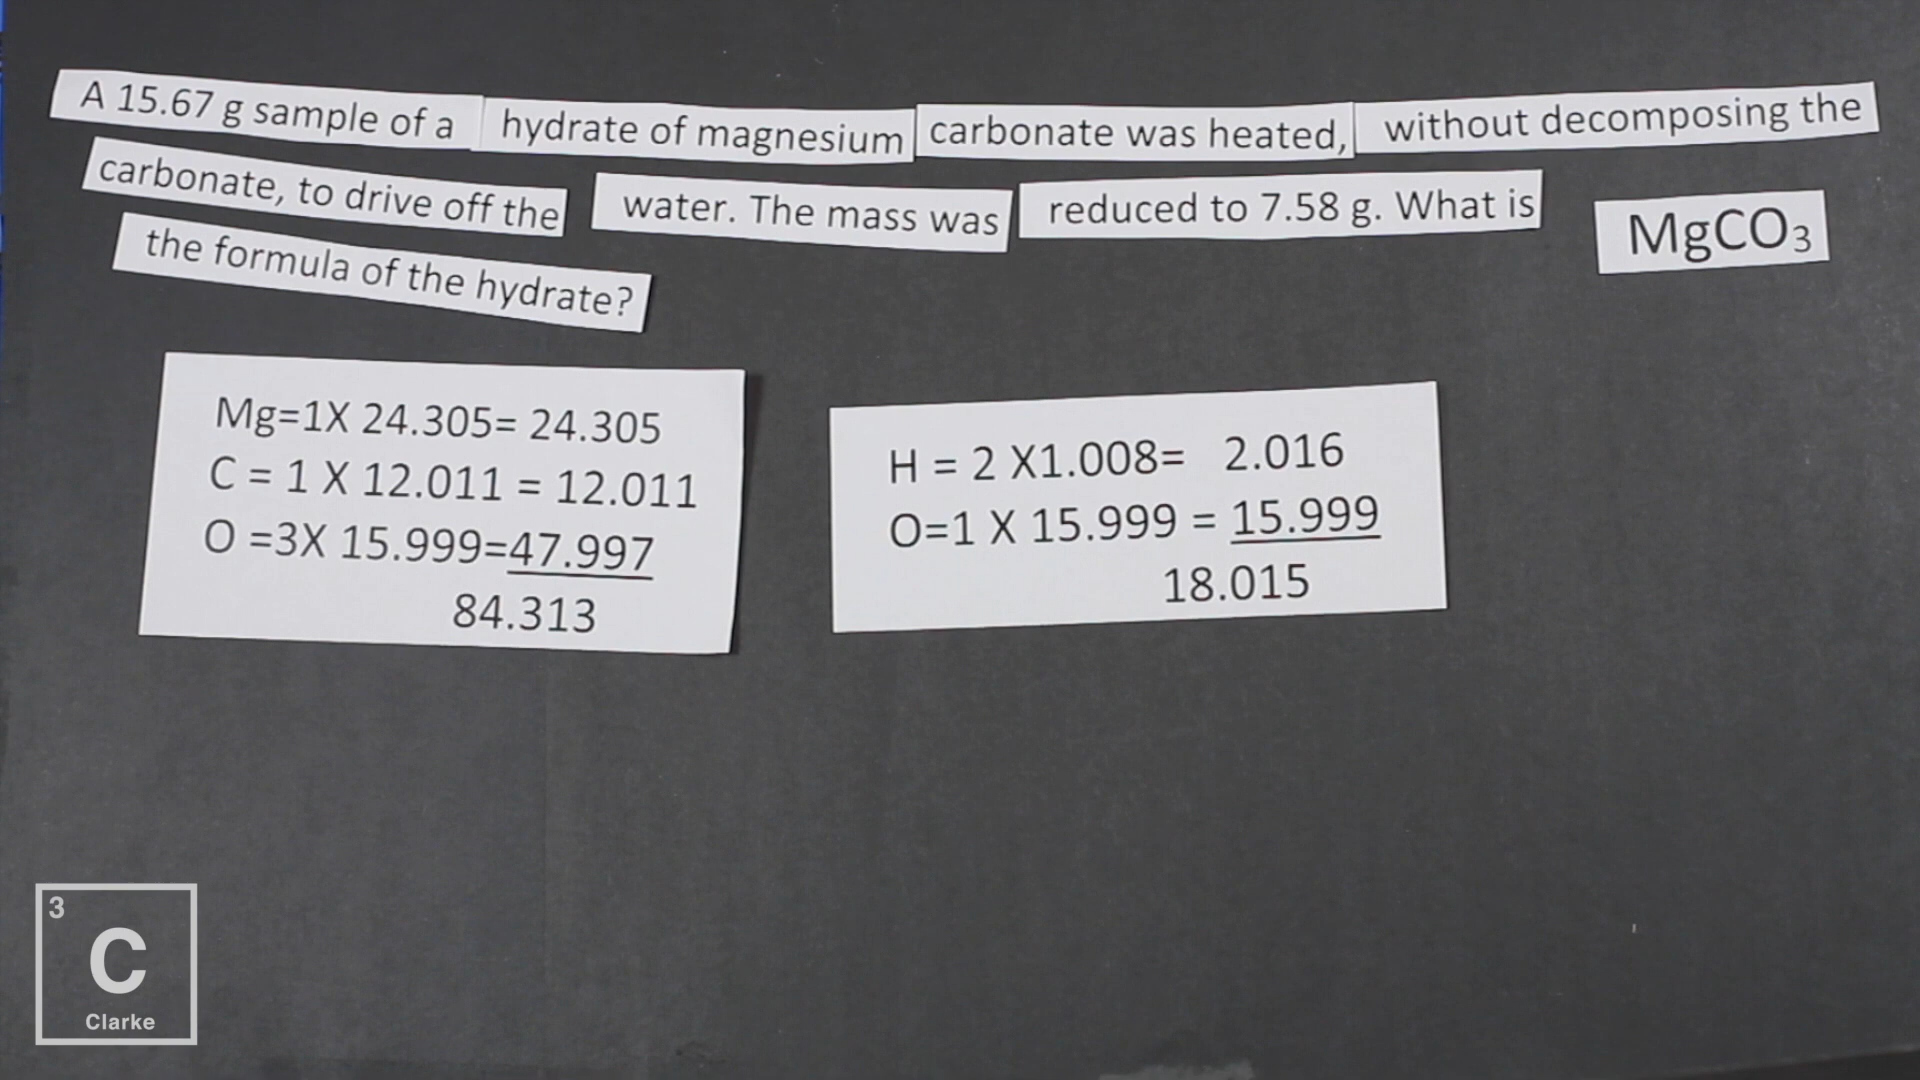 A 15.67 g sample of a hydrate of magnesium carbonate was heated, without decomposing the
carbonate, to drive off the water. The mass was reduced to 7.58 g. What is
the formula of the hydrate?
MgCO₃
Mg=1X 24.305= 24.305
C = 1 X 12.011 = 12.011
O =3X 15.999=47.997
84.313
H = 2 X1.008= 2.016
O=1 X 15.999 = 15.999
18.015
3
C
Clarke